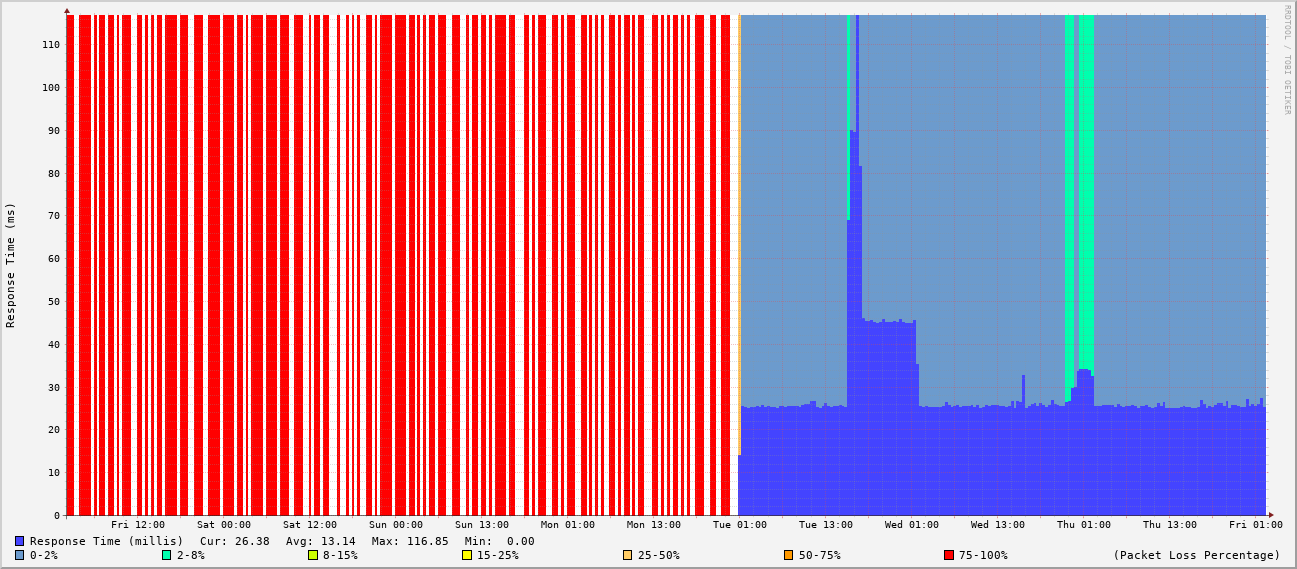 RRDTOOL / TOBI OETIKER
Response Time (ms)
110
100
90
80
70
60
50
40
30
20
10
0
Fri 12:00 Sat 00:00 Sat 12:00 Sun 00:00 Sun 13:00 Mon 01:00 Mon 13:00 Tue 01:00 Tue 13:00 Wed 01:00 Wed 13:00 Thu 01:00 Thu 13:00 Fri 01:00
Response Time (millis) Cur: 26.38 Avg: 13.14 Max: 116.85 Min: 0.00
0-2% 2-8% 8-15% 15-25% 25-50% 50-75% 75-100% (Packet Loss Percentage)